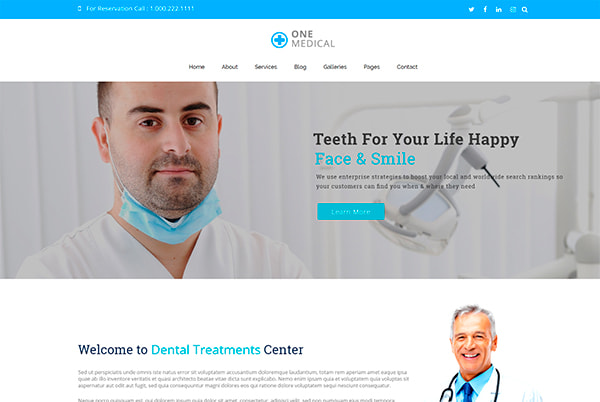 For Reservation Call : 1.000.222.1111
ONE
MEDICAL
Home About Services Blog Galleries Pages Contact
Teeth For Your Life Happy
Face & Smile
We use enterprise strategies to boost your local and worldwide search rankings so
your customers can find you when & where they need
Learn More
Welcome to Dental Treatments Center
Sed ut perspiciatis unde omnis iste natus error sit voluptatem accusantium doloremque laudantium, totam rem aperiam eaque ipsa
quae ab illo inventore veritatis et quasi architecto beatae vitae dicta sunt explicabo. Nemo enim ipsam quia et voluptatem quia voluptas sit
aspernatur aut odit aut fugit, sed quia consequuntur magni dolores eos qui ratione dolore voluptatem sequi nesciunt consequatur.